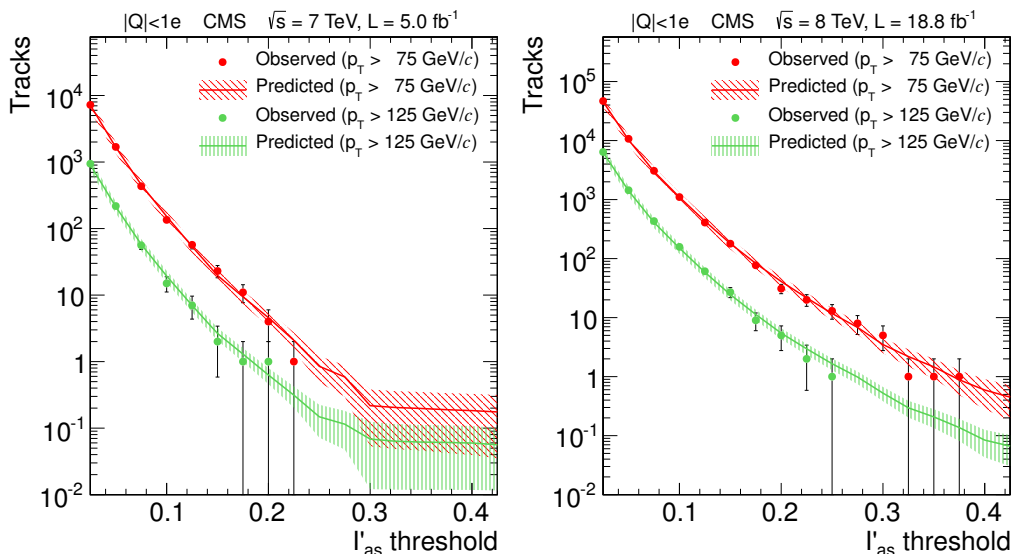 |Q|<1e CMS √s = 7 TeV, L = 5.0 fb⁻¹
Tracks
Observed (p_T > 75 GeV/c)
Predicted (p_T > 75 GeV/c)
Observed (p_T > 125 GeV/c)
Predicted (p_T > 125 GeV/c)
10⁴
10³
10²
10
1
10⁻¹
10⁻²
0.1 0.2 0.3 0.4
I'_as threshold
|Q|<1e CMS √s = 8 TeV, L = 18.8 fb⁻¹
Tracks
Observed (p_T > 75 GeV/c)
Predicted (p_T > 75 GeV/c)
Observed (p_T > 125 GeV/c)
Predicted (p_T > 125 GeV/c)
10⁵
10⁴
10³
10²
10
1
10⁻¹
10⁻²
0.1 0.2 0.3 0.4
I'_as threshold